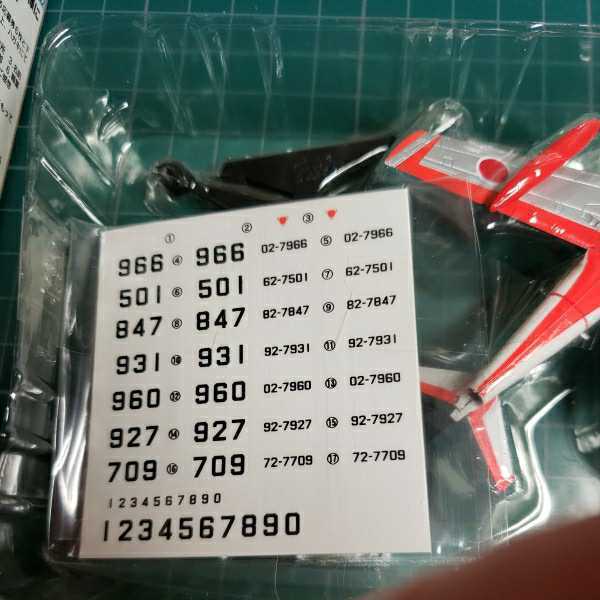 ① ② ③
966 ④ 966 02-7966 ⑤ 02-7966
501 ⑥ 501 62-7501 ⑦ 62-7501
847 ⑧ 847 82-7847 ⑨ 82-7847
931 ⑩ 931 92-7931 ⑪ 92-7931
960 ⑫ 960 02-7960 ⑬ 02-7960
927 ⑭ 927 92-7927 ⑮ 92-7927
709 ⑯ 709 72-7709 ⑰ 72-7709
1234567890
1234567890